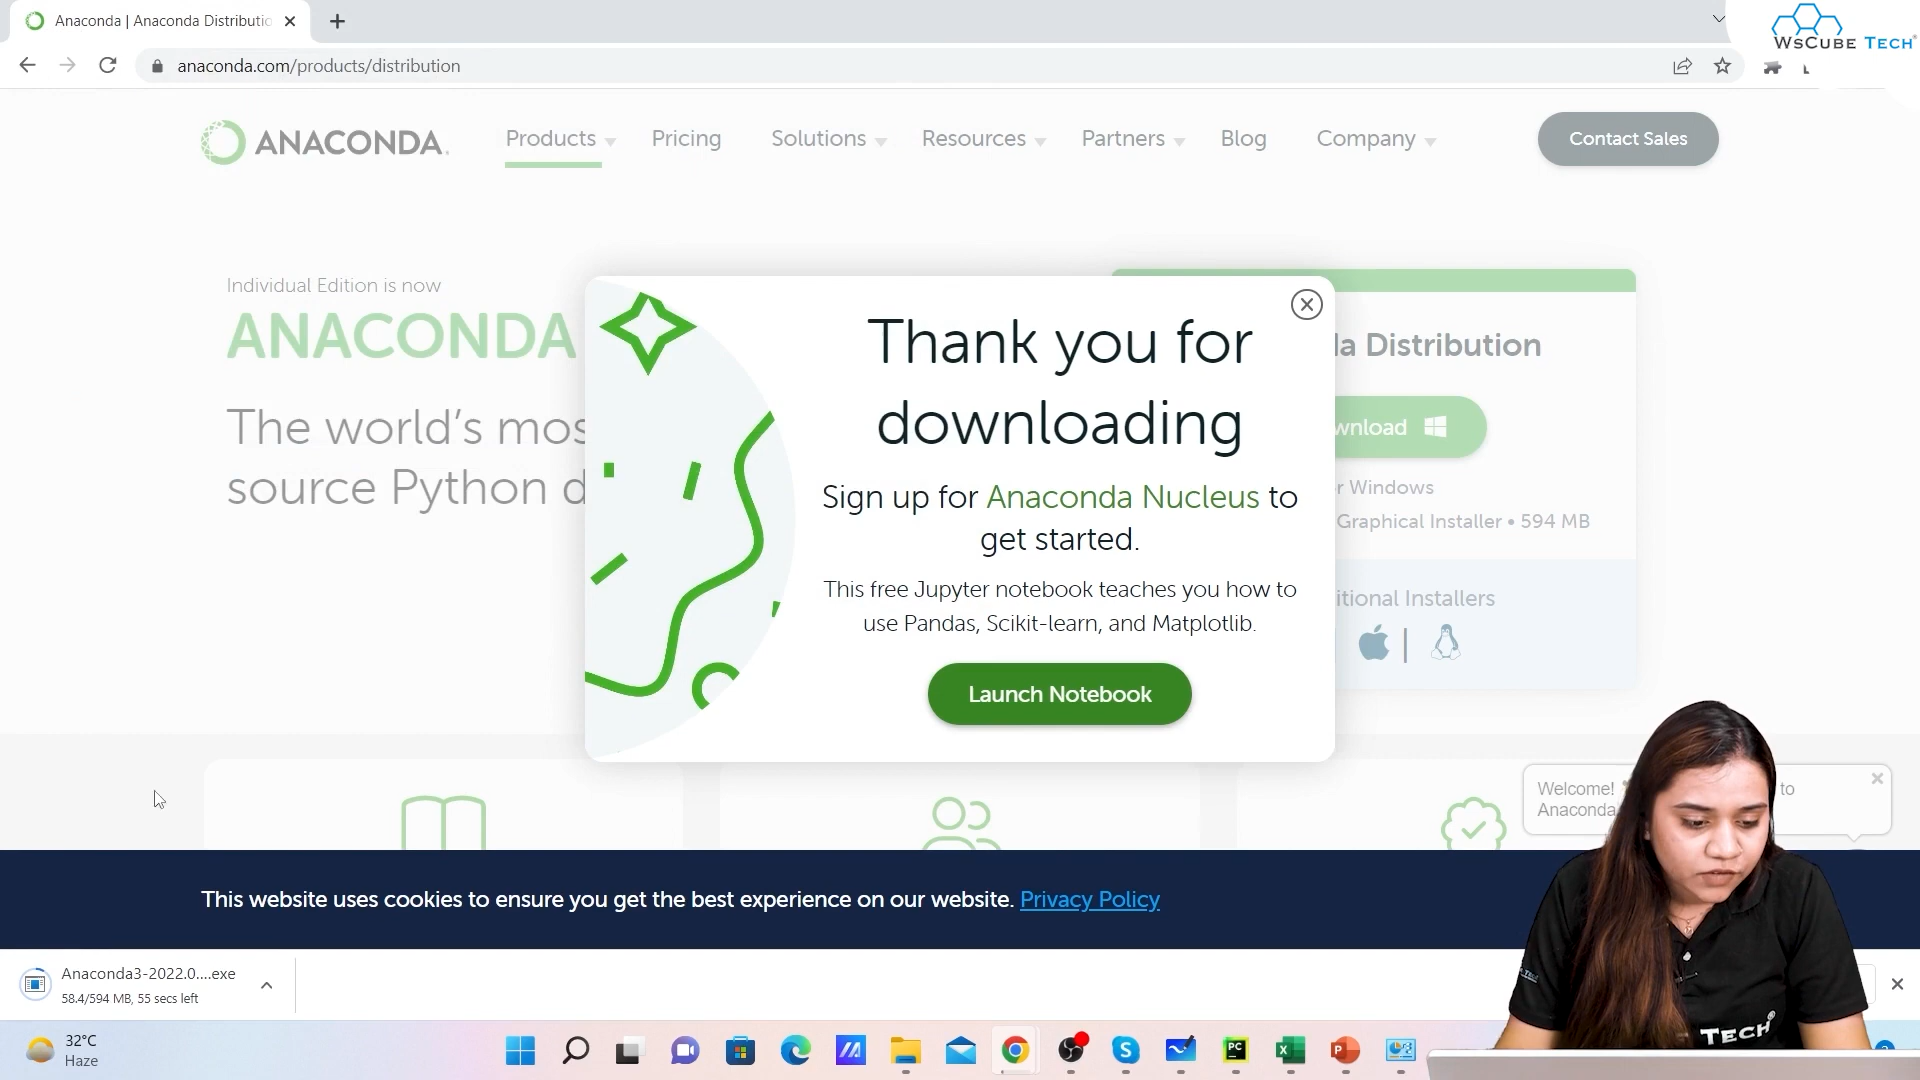 Anaconda | Anaconda Distributio
WSCUBE TECH
anaconda.com/products/distribution
ANACONDA.
Products
Pricing
Solutions
Resources
Partners
Blog
Company
Contact Sales
Individual Edition is now
ANACONDA
The world's mos
source Python d
Thank you for
downloading
Sign up for Anaconda Nucleus to
get started.
This free Jupyter notebook teaches you how to
use Pandas, Scikit-learn, and Matplotlib.
Launch Notebook
la Distribution
wnload
r Windows
Graphical Installer • 594 MB
itional Installers
Welcome! to
Anaconda
This website uses cookies to ensure you get the best experience on our website. Privacy Policy
Anaconda3-2022.0....exe
58.4/594 MB, 55 secs left
TECH
32°C
Haze